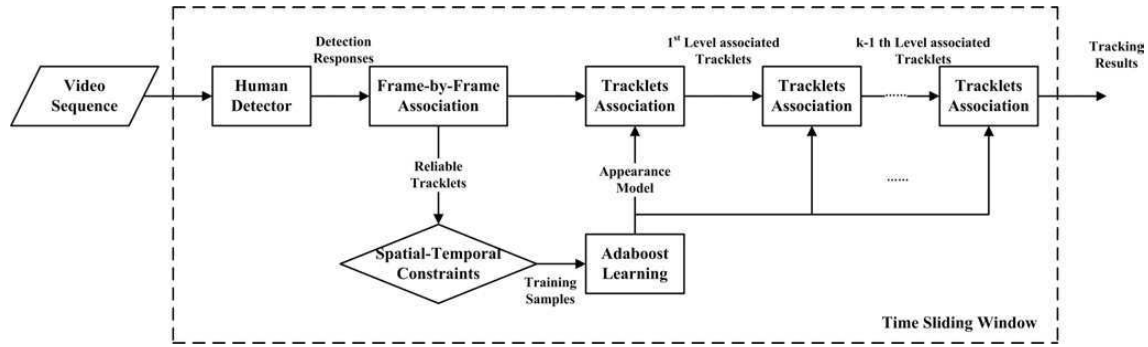 Detection
Responses
1st Level associated
Tracklets
k-1 th Level associated
Tracklets
Tracking
Results
Video
Sequence
Human
Detector
Frame-by-Frame
Association
Tracklets
Association
Tracklets
Association
......
Tracklets
Association
Reliable
Tracklets
Appearance
Model
......
Spatial-Temporal
Constraints
Training
Samples
Adaboost
Learning
Time Sliding Window